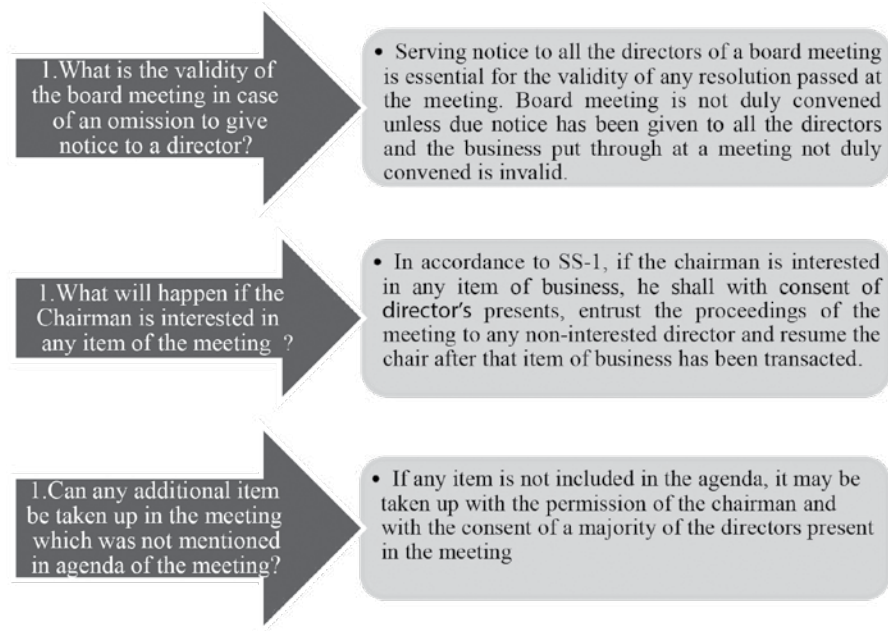 1.What is the validity of
the board meeting in case
of an omission to give
notice to a director?
• Serving notice to all the directors of a board meeting
is essential for the validity of any resolution passed at
the meeting. Board meeting is not duly convened
unless due notice has been given to all the directors
and the business put through at a meeting not duly
convened is invalid.
1.What will happen if the
Chairman is interested in
any item of the meeting ?
• In accordance to SS-1, if the chairman is interested
in any item of business, he shall with consent of
director's presents, entrust the proceedings of the
meeting to any non-interested director and resume the
chair after that item of business has been transacted.
1.Can any additional item
be taken up in the meeting
which was not mentioned
in agenda of the meeting?
• If any item is not included in the agenda, it may be
taken up with the permission of the chairman and
with the consent of a majority of the directors present
in the meeting